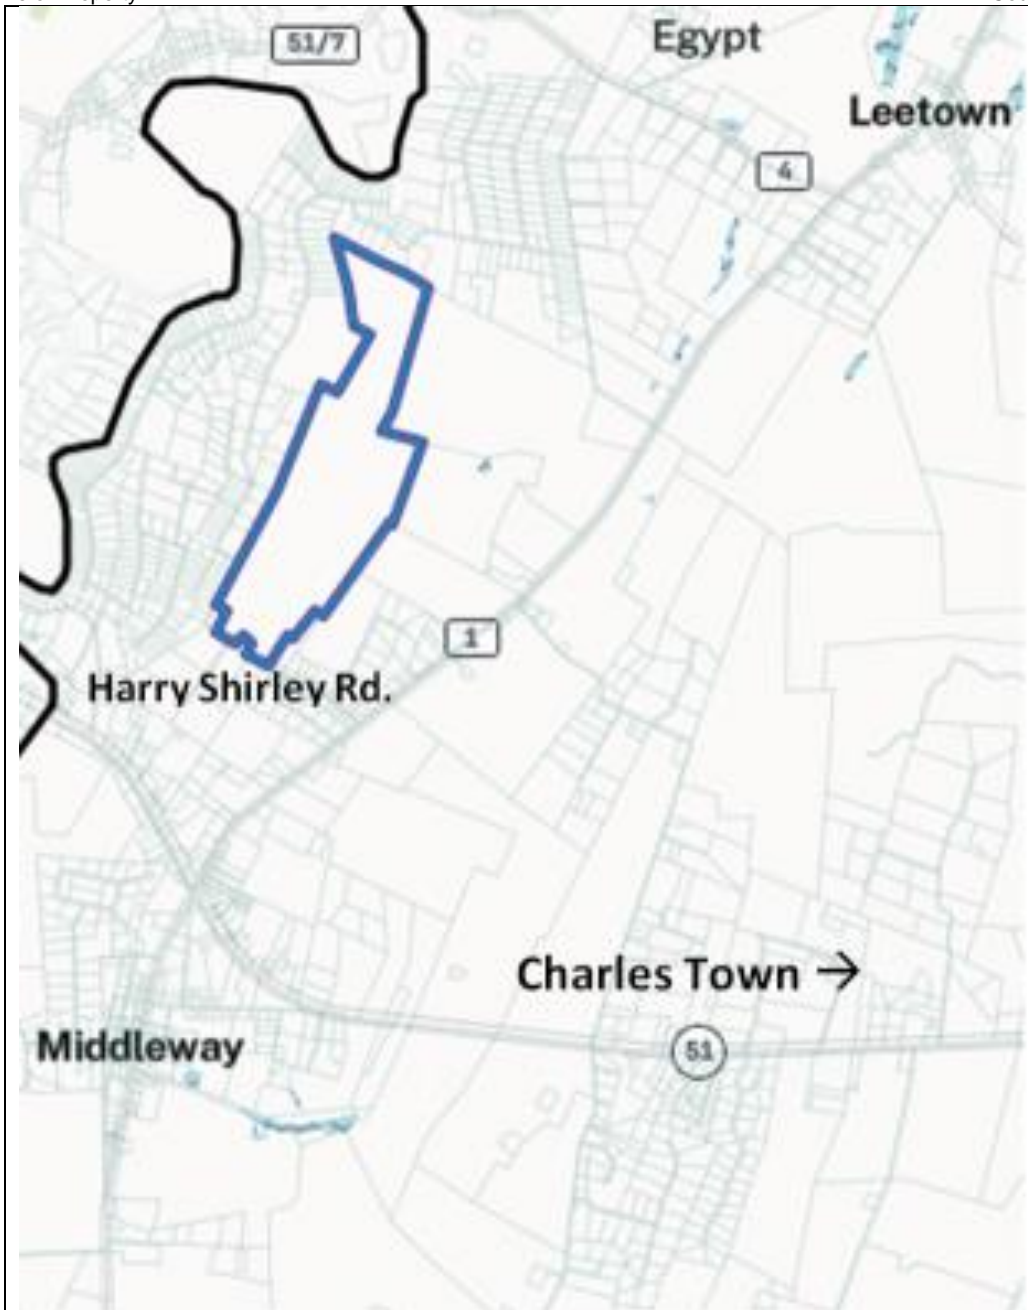 51/7
Egypt
Leetown
4
1
Harry Shirley Rd.
Charles Town →
51
Middleway